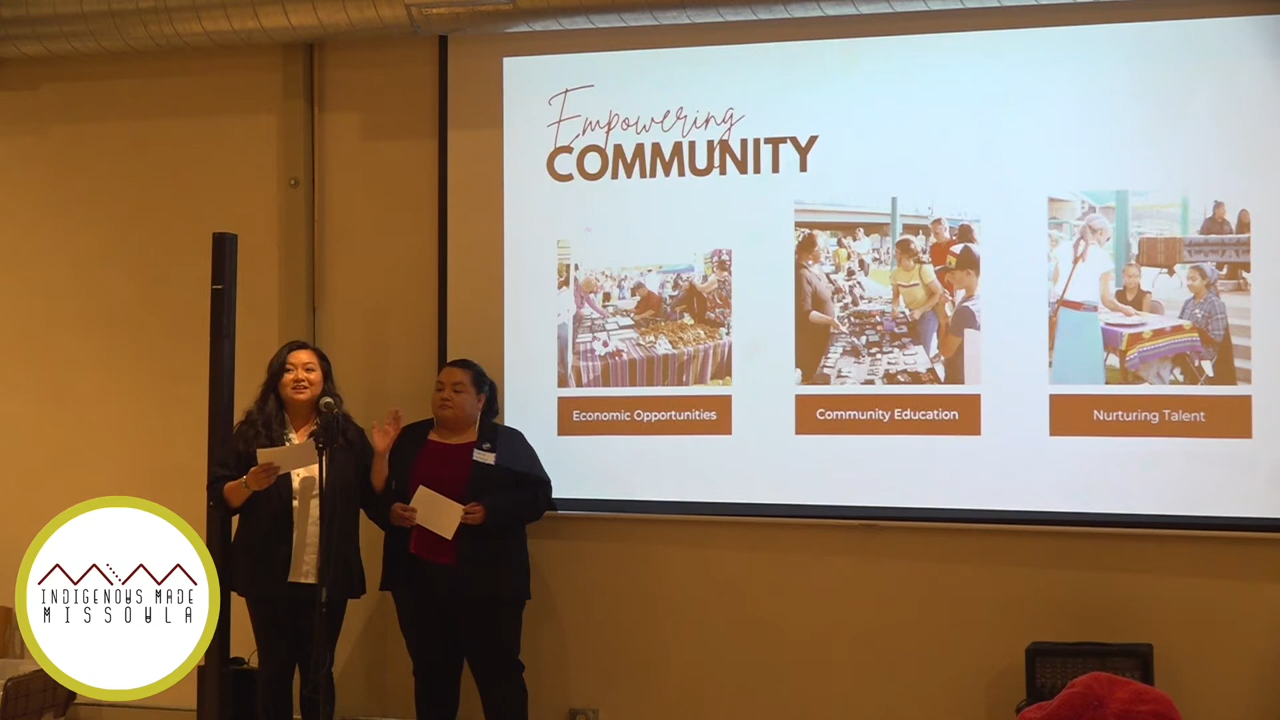 Empowering
COMMUNITY
Economic Opportunities
Community Education
Nurturing Talent
INDIGENOUS MADE
MISSOULA